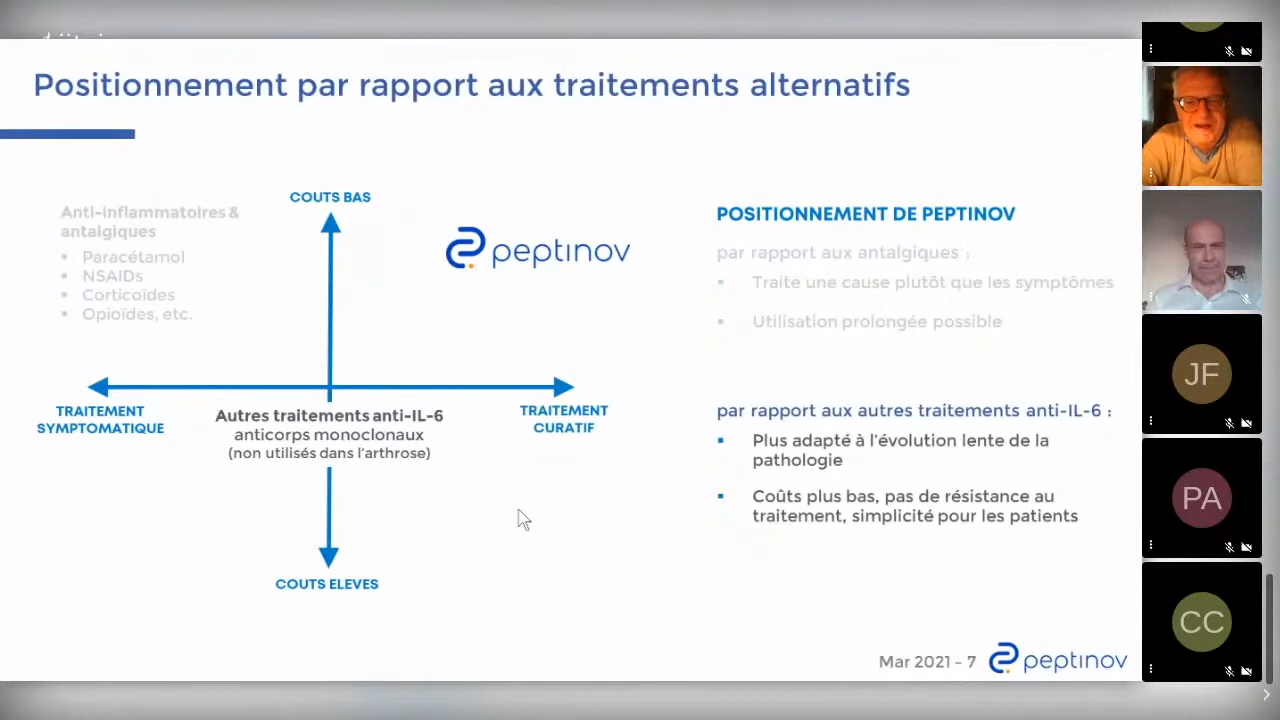 Positionnement par rapport aux traitements alternatifs
Anti-inflammatoires &
antalgiques
▪ Paracétamol
▪ NSAIDs
▪ Corticoïdes
▪ Opioïdes, etc.
COUTS BAS
peptinov
TRAITEMENT
SYMPTOMATIQUE
Autres traitements anti-IL-6
anticorps monoclonaux
(non utilisés dans l'arthrose)
TRAITEMENT
CURATIF
COUTS ELEVES
POSITIONNEMENT DE PEPTINOV
par rapport aux antalgiques :
▪ Traite une cause plutôt que les symptômes
▪ Utilisation prolongée possible
par rapport aux autres traitements anti-IL-6 :
▪ Plus adapté à l'évolution lente de la
pathologie
▪ Coûts plus bas, pas de résistance au
traitement, simplicité pour les patients
Mar 2021 – 7
peptinov
JF
PA
CC